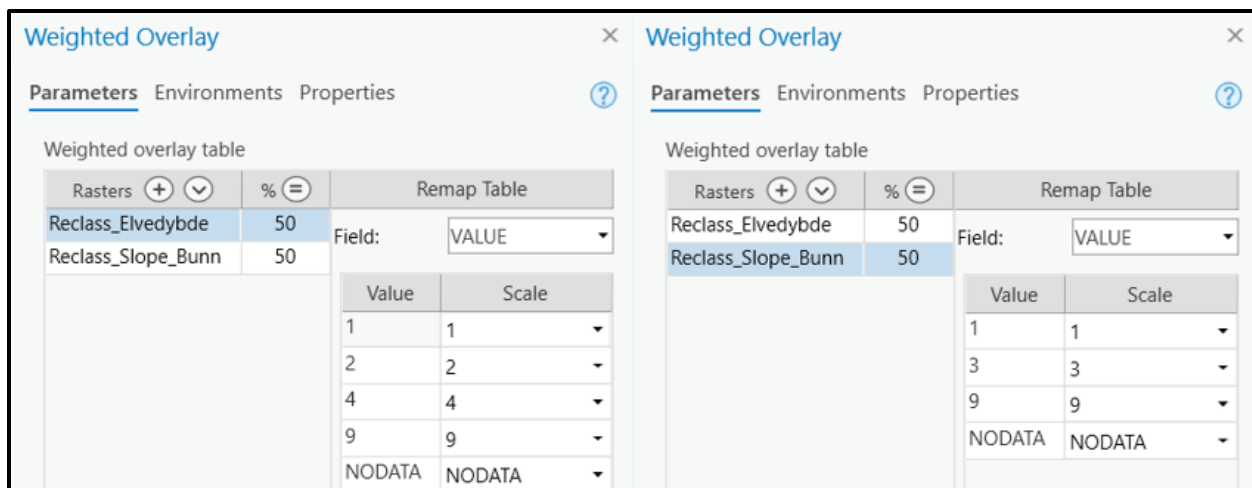 Weighted Overlay
Parameters Environments Properties
Weighted overlay table
Rasters % Remap Table
Reclass_Elvedybde 50
Reclass_Slope_Bunn 50
Field: VALUE
Value Scale
1 1
2 2
4 4
9 9
NODATA NODATA
Weighted Overlay
Parameters Environments Properties
Weighted overlay table
Rasters % Remap Table
Reclass_Elvedybde 50
Reclass_Slope_Bunn 50
Field: VALUE
Value Scale
1 1
3 3
9 9
NODATA NODATA